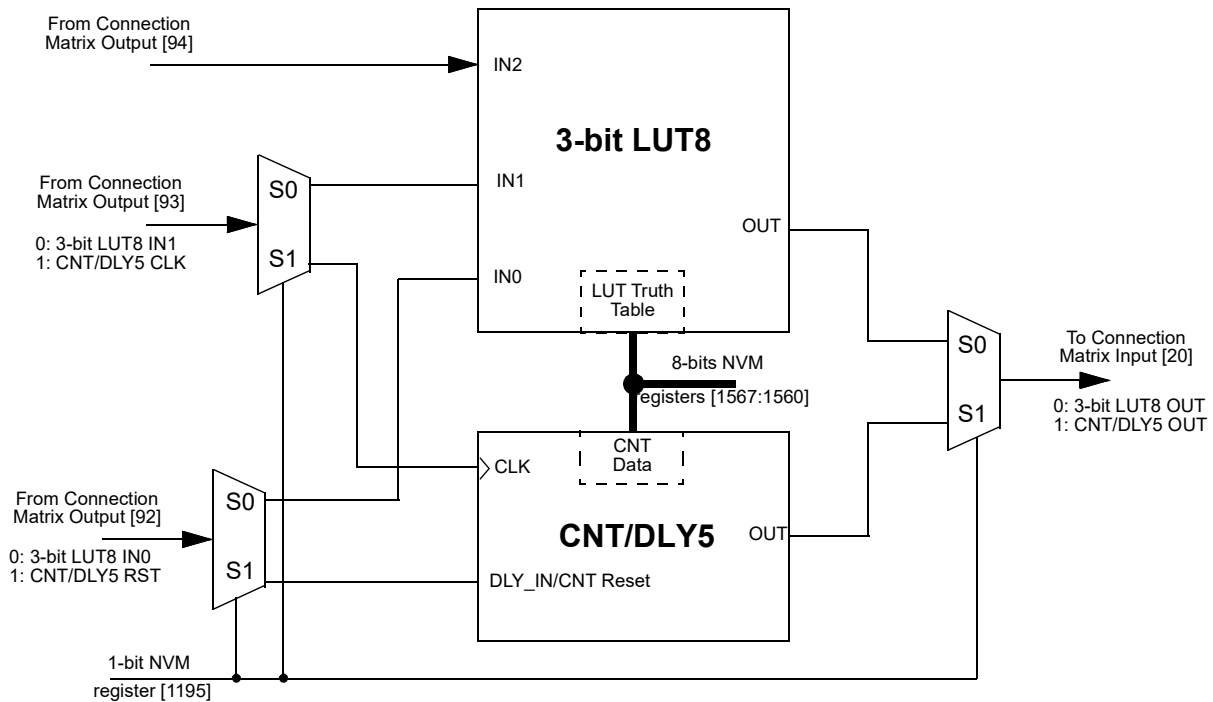 From Connection
Matrix Output [94]
IN2
3-bit LUT8
From Connection
Matrix Output [93]
S0
IN1
0: 3-bit LUT8 IN1
1: CNT/DLY5 CLK
S1
OUT
IN0
LUT Truth
Table
S0
To Connection
Matrix Input [20]
8-bits NVM
egisters [1567:1560]
S1
0: 3-bit LUT8 OUT
1: CNT/DLY5 OUT
CNT
Data
CLK
From Connection
Matrix Output [92]
S0
CNT/DLY5
OUT
0: 3-bit LUT8 IN0
1: CNT/DLY5 RST
S1
DLY_IN/CNT Reset
1-bit NVM
register [1195]